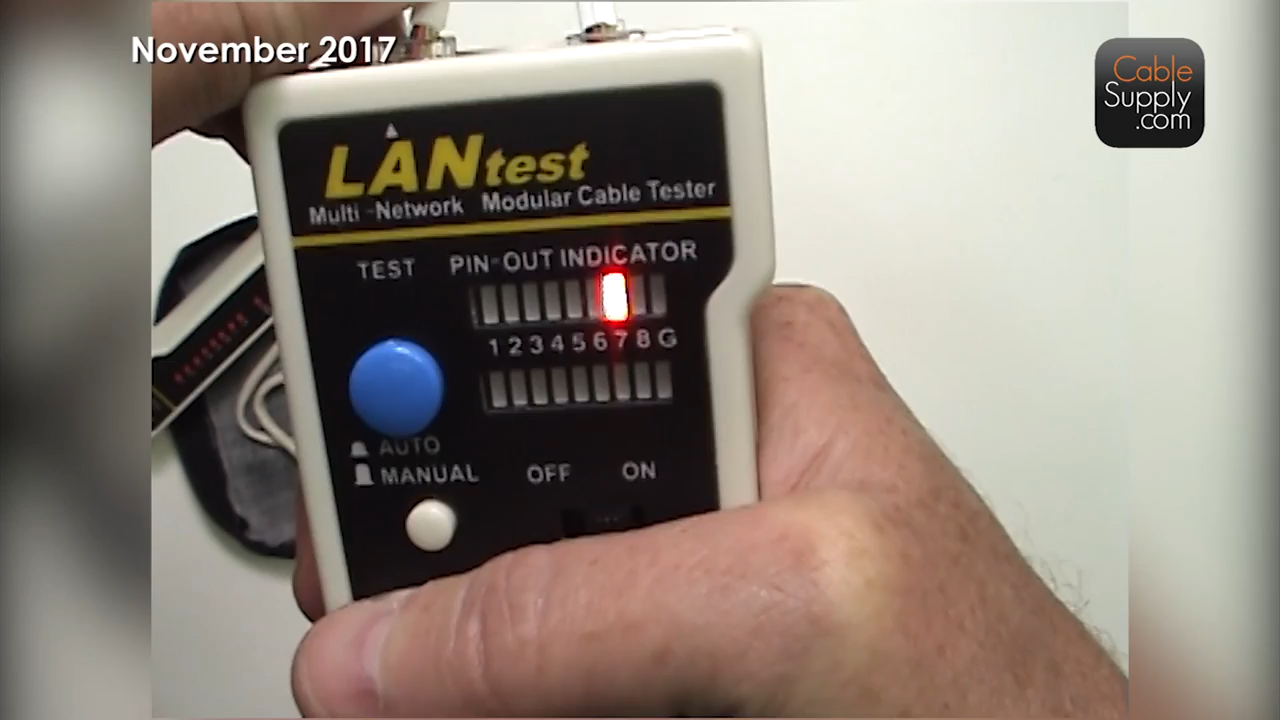 November 2017
Cable
Supply
.com
LANtest
Multi-Network Modular Cable Tester
TEST
PIN-OUT INDICATOR
1 2 3 4 5 6 7 8 G
AUTO
MANUAL
OFF
ON